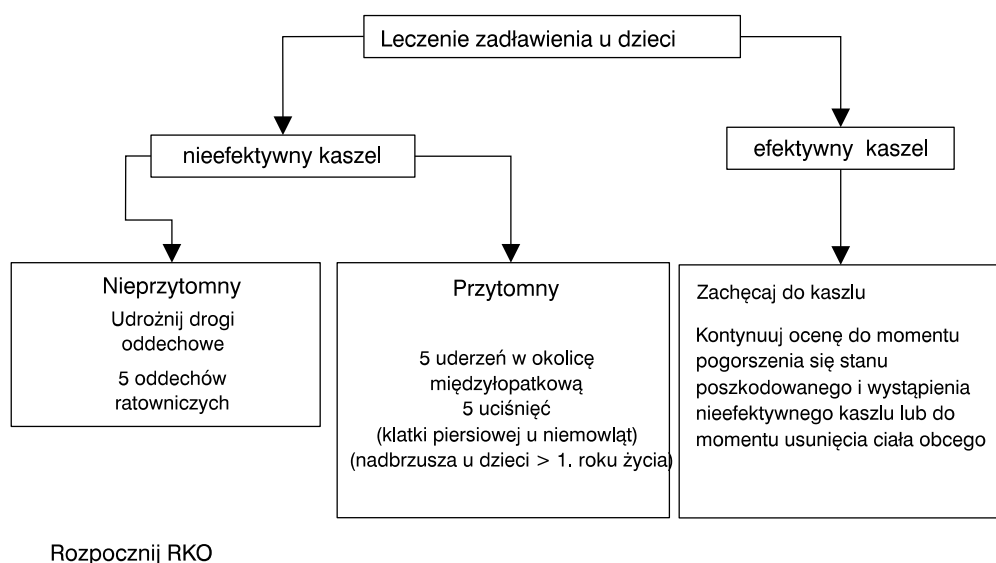 Leczenie zadławienia u dzieci
nieefektywny kaszel
efektywny kaszel
Nieprzytomny
Udrożnij drogi
oddechowe
5 oddechów
ratowniczych
Przytomny
5 uderzeń w okolicę
międzyłopatkową
5 uciśnięć
(klatki piersiowej u niemowląt)
(nadbrzusza u dzieci > 1. roku życia)
Zachęcaj do kaszlu
Kontynuuj ocenę do momentu
pogorszenia się stanu
poszkodowanego i wystąpienia
nieefektywnego kaszlu lub do
momentu usunięcia ciała obcego
Rozpocznij RKO